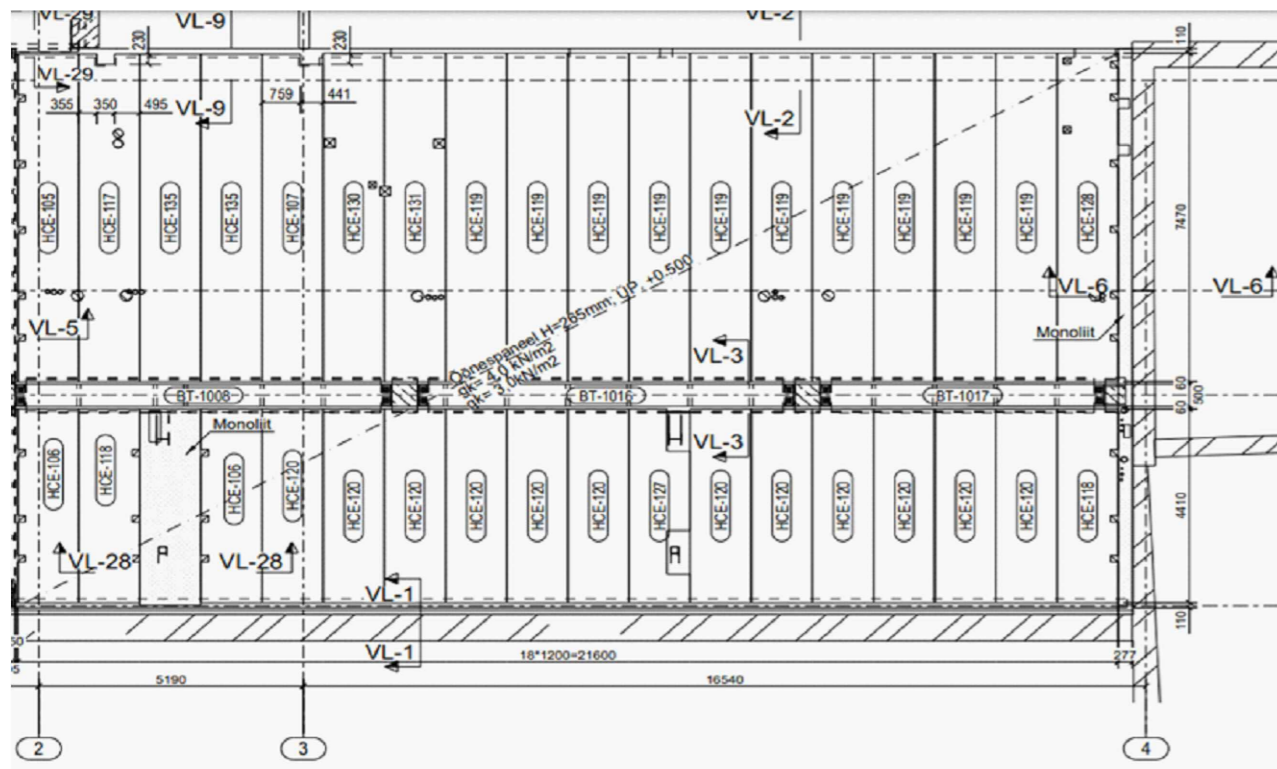 VL-29
VL-9
VL-2
230
230
110
VL-29
355
350
495
VL-9
759
441
VL-2
HCE-105
HCE-117
HCE-135
HCE-135
HCE-107
HCE-130
HCE-131
HCE-119
HCE-119
HCE-119
HCE-119
HCE-119
HCE-119
HCE-119
HCE-119
HCE-119
HCE-119
HCE-128
7470
VL-5
Õõnespaneel H=265mm; ÜP. ±0.500
gk= 4.0 kN/m2
qk= 3.0kN/m2
VL-6
VL-6
Monoliit
VL-3
BT-1008
BT-1016
BT-1017
60
500
60
Monoliit
VL-3
HCE-106
HCE-118
HCE-106
HCE-120
HCE-120
HCE-120
HCE-120
HCE-120
HCE-120
HCE-127
HCE-120
HCE-120
HCE-120
HCE-120
HCE-120
HCE-118
4410
VL-28
VL-28
VL-1
110
VL-1
18*1200=21600
277
5190
16540
2
3
4